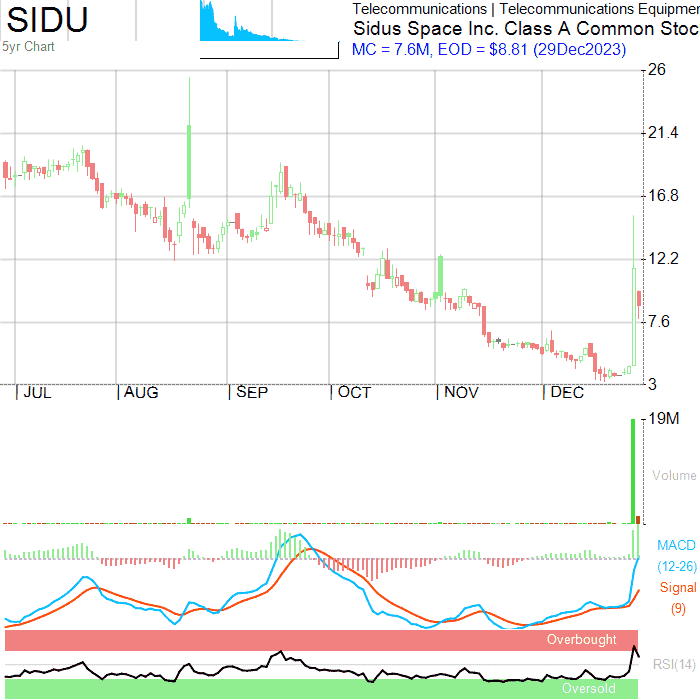 SIDU
5yr Chart
Telecommunications | Telecommunications Equipmen
Sidus Space Inc. Class A Common Stoc
MC = 7.6M, EOD = $8.81 (29Dec2023)
26
21.4
16.8
12.2
7.6
3
JUL AUG SEP OCT NOV DEC
19M
Volume
MACD
(12-26)
Signal
(9)
Overbought
RSI(14)
Oversold